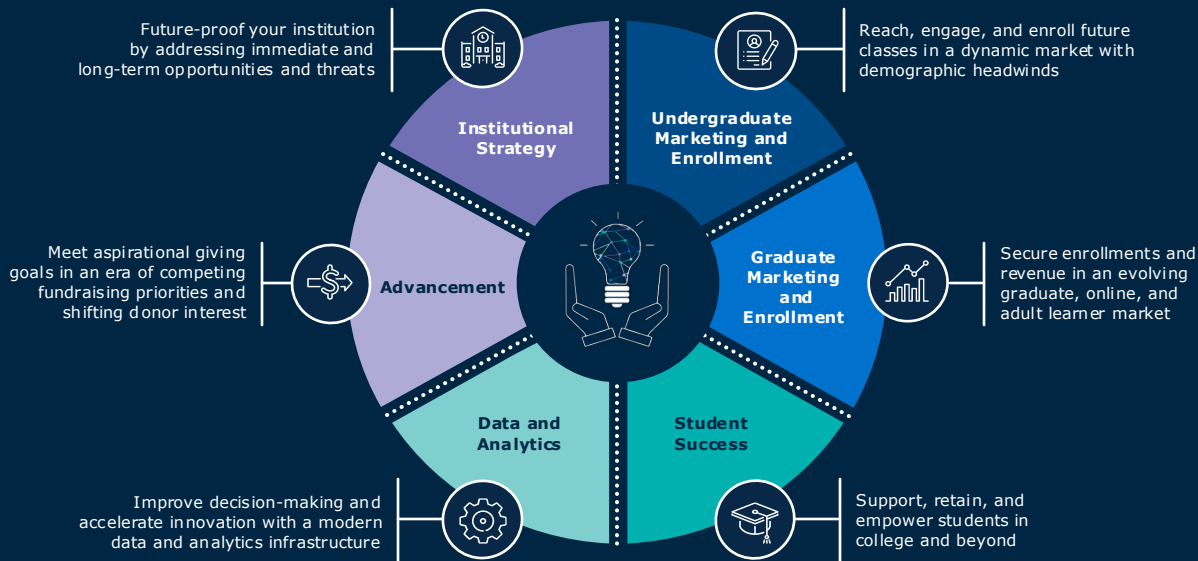 Future-proof your institution
by addressing immediate and
long-term opportunities and threats
Institutional
Strategy
Reach, engage, and enroll future
classes in a dynamic market with
demographic headwinds
Undergraduate
Marketing and
Enrollment
Meet aspirational giving
goals in an era of competing
fundraising priorities and
shifting donor interest
Advancement
Graduate
Marketing
and
Enrollment
Secure enrollments and
revenue in an evolving
graduate, online, and
adult learner market
Data and
Analytics
Improve decision-making and
accelerate innovation with a modern
data and analytics infrastructure
Student
Success
Support, retain, and
empower students in
college and beyond